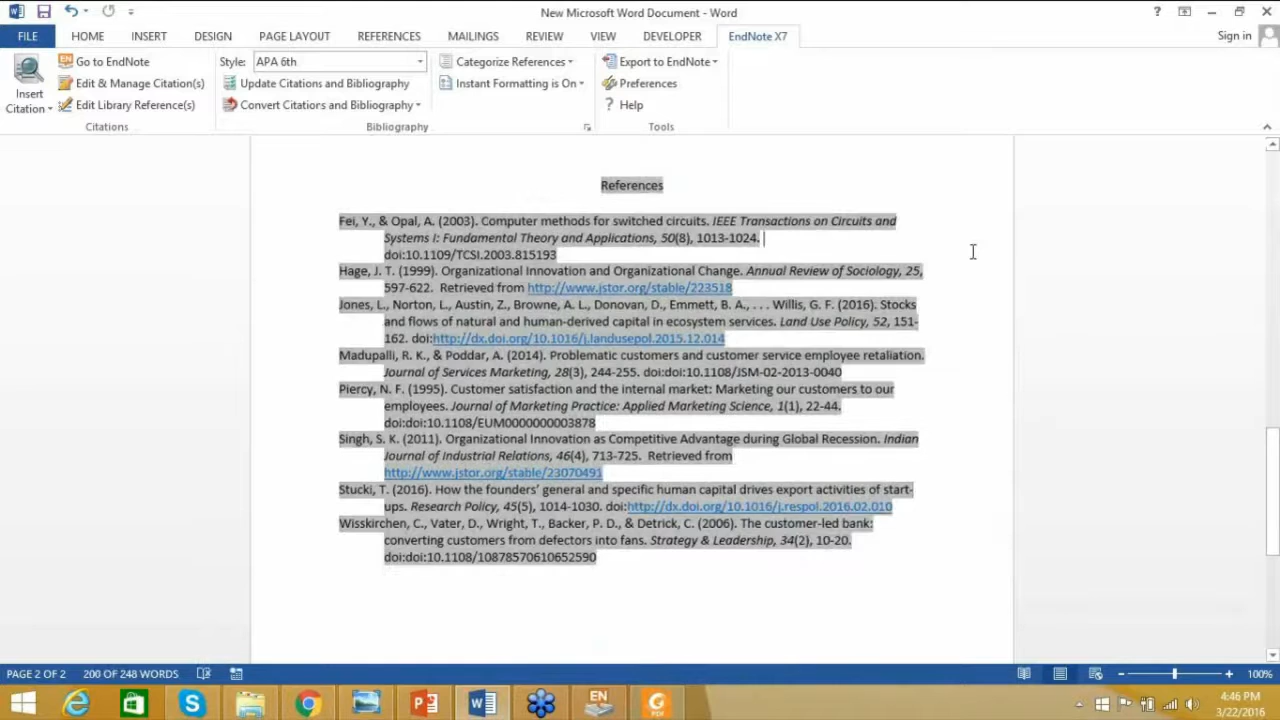 New Microsoft Word Document - Word
?
FILE HOME INSERT DESIGN PAGE LAYOUT REFERENCES MAILINGS REVIEW VIEW DEVELOPER EndNote X7 Sign in
Insert Citation
Go to EndNote
Edit & Manage Citation(s)
Edit Library Reference(s)
Citations
Style: APA 6th
Update Citations and Bibliography
Convert Citations and Bibliography
Categorize References
Instant Formatting is On
Bibliography
Export to EndNote
Preferences
? Help
Tools
References
Fei, Y., & Opal, A. (2003). Computer methods for switched circuits. IEEE Transactions on Circuits and
Systems I: Fundamental Theory and Applications, 50(8), 1013-1024.
doi:10.1109/TCSI.2003.815193
Hage, J. T. (1999). Organizational Innovation and Organizational Change. Annual Review of Sociology, 25,
597-622. Retrieved from http://www.jstor.org/stable/223518
Jones, L., Norton, L., Austin, Z., Browne, A. L., Donovan, D., Emmett, B. A., . . . Willis, G. F. (2016). Stocks
and flows of natural and human-derived capital in ecosystem services. Land Use Policy, 52, 151-
162. doi:http://dx.doi.org/10.1016/j.landusepol.2015.12.014
Madupalli, R. K., & Poddar, A. (2014). Problematic customers and customer service employee retaliation.
Journal of Services Marketing, 28(3), 244-255. doi:doi:10.1108/JSM-02-2013-0040
Piercy, N. F. (1995). Customer satisfaction and the internal market: Marketing our customers to our
employees. Journal of Marketing Practice: Applied Marketing Science, 1(1), 22-44.
doi:doi:10.1108/EUM0000000003878
Singh, S. K. (2011). Organizational Innovation as Competitive Advantage during Global Recession. Indian
Journal of Industrial Relations, 46(4), 713-725. Retrieved from
http://www.jstor.org/stable/23070491
Stucki, T. (2016). How the founders’ general and specific human capital drives export activities of start-
ups. Research Policy, 45(5), 1014-1030. doi:http://dx.doi.org/10.1016/j.respol.2016.02.010
Wisskirchen, C., Vater, D., Wright, T., Backer, P. D., & Detrick, C. (2006). The customer-led bank:
converting customers from defectors into fans. Strategy & Leadership, 34(2), 10-20.
doi:doi:10.1108/10878570610652590
PAGE 2 OF 2 200 OF 248 WORDS 100%
EN PDF
4:46 PM
3/22/2016